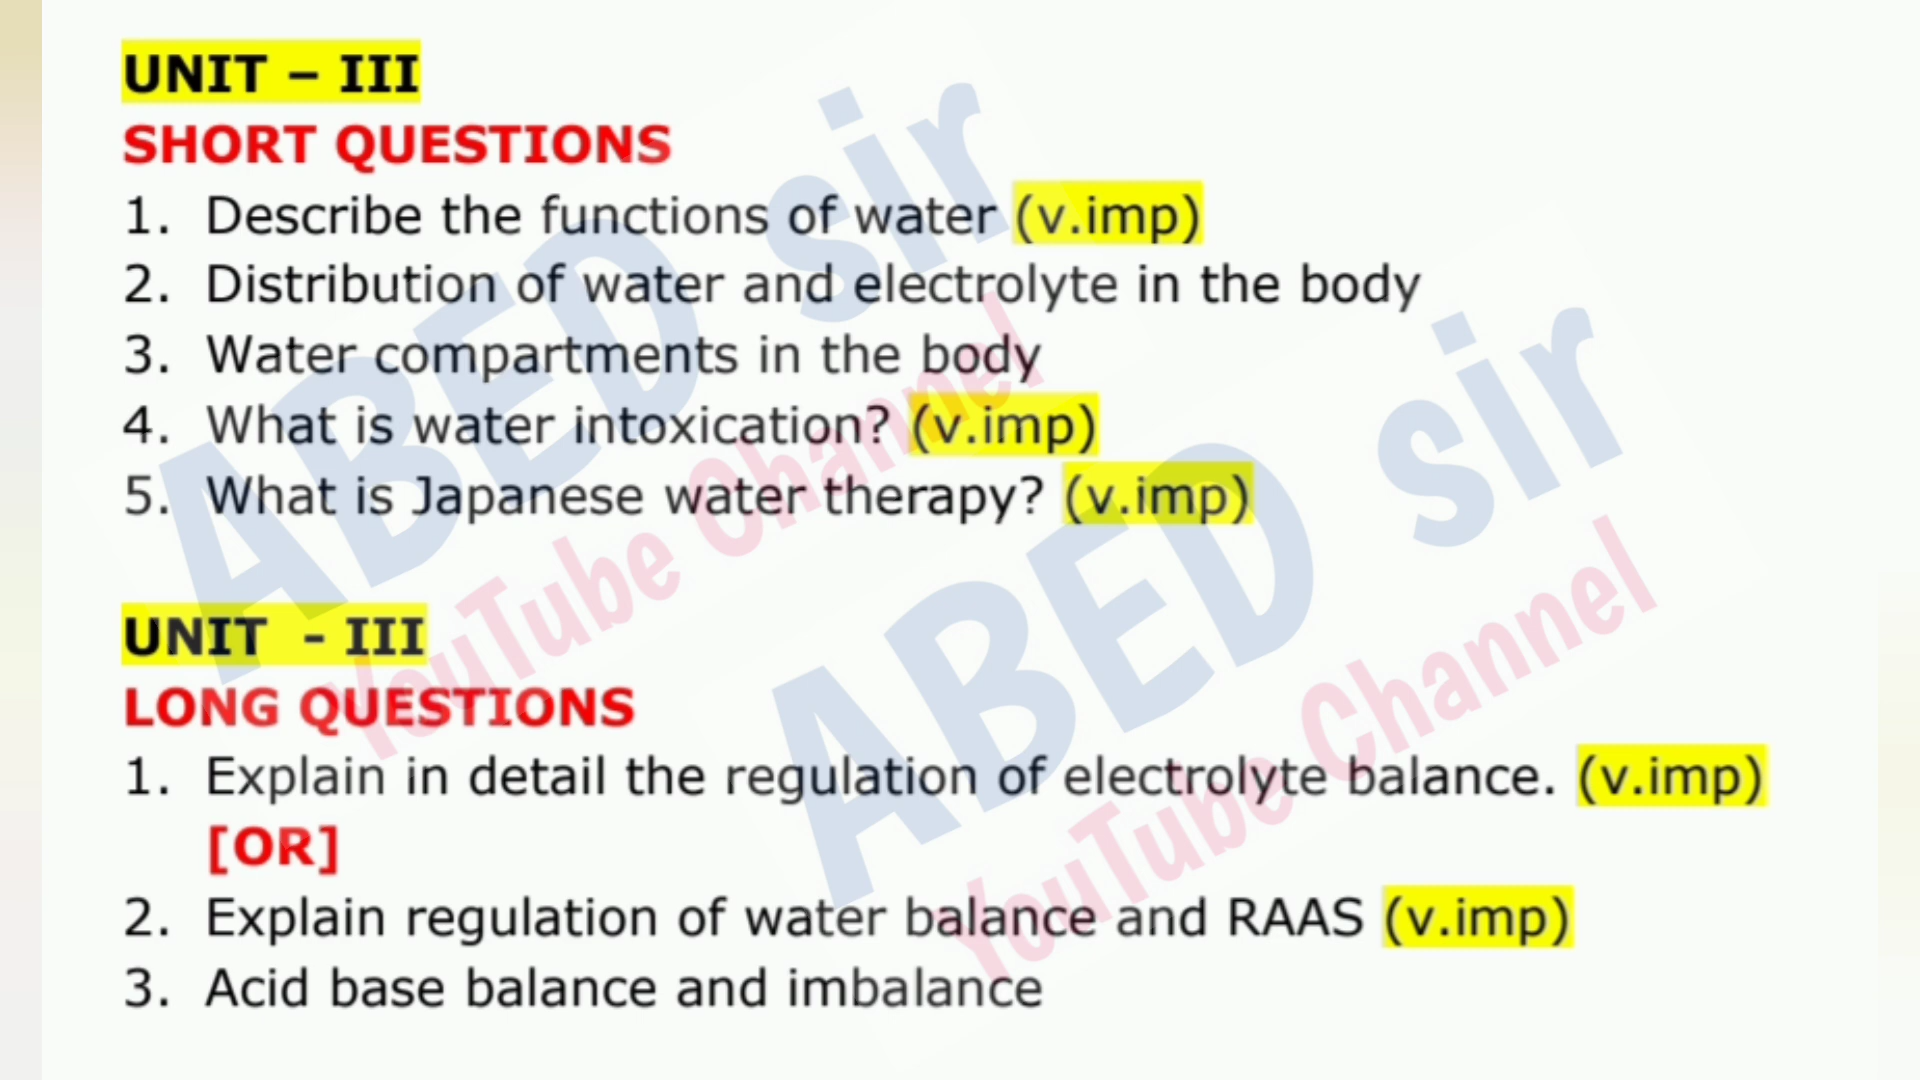 UNIT – III
SHORT QUESTIONS
1. Describe the functions of water (v.imp)
2. Distribution of water and electrolyte in the body
3. Water compartments in the body
4. What is water intoxication? (v.imp)
5. What is Japanese water therapy? (v.imp)
ABED sir
YouTube Channel
UNIT - III
LONG QUESTIONS
1. Explain in detail the regulation of electrolyte balance. (v.imp)
[OR]
2. Explain regulation of water balance and RAAS (v.imp)
3. Acid base balance and imbalance
ABED sir
YouTube Channel